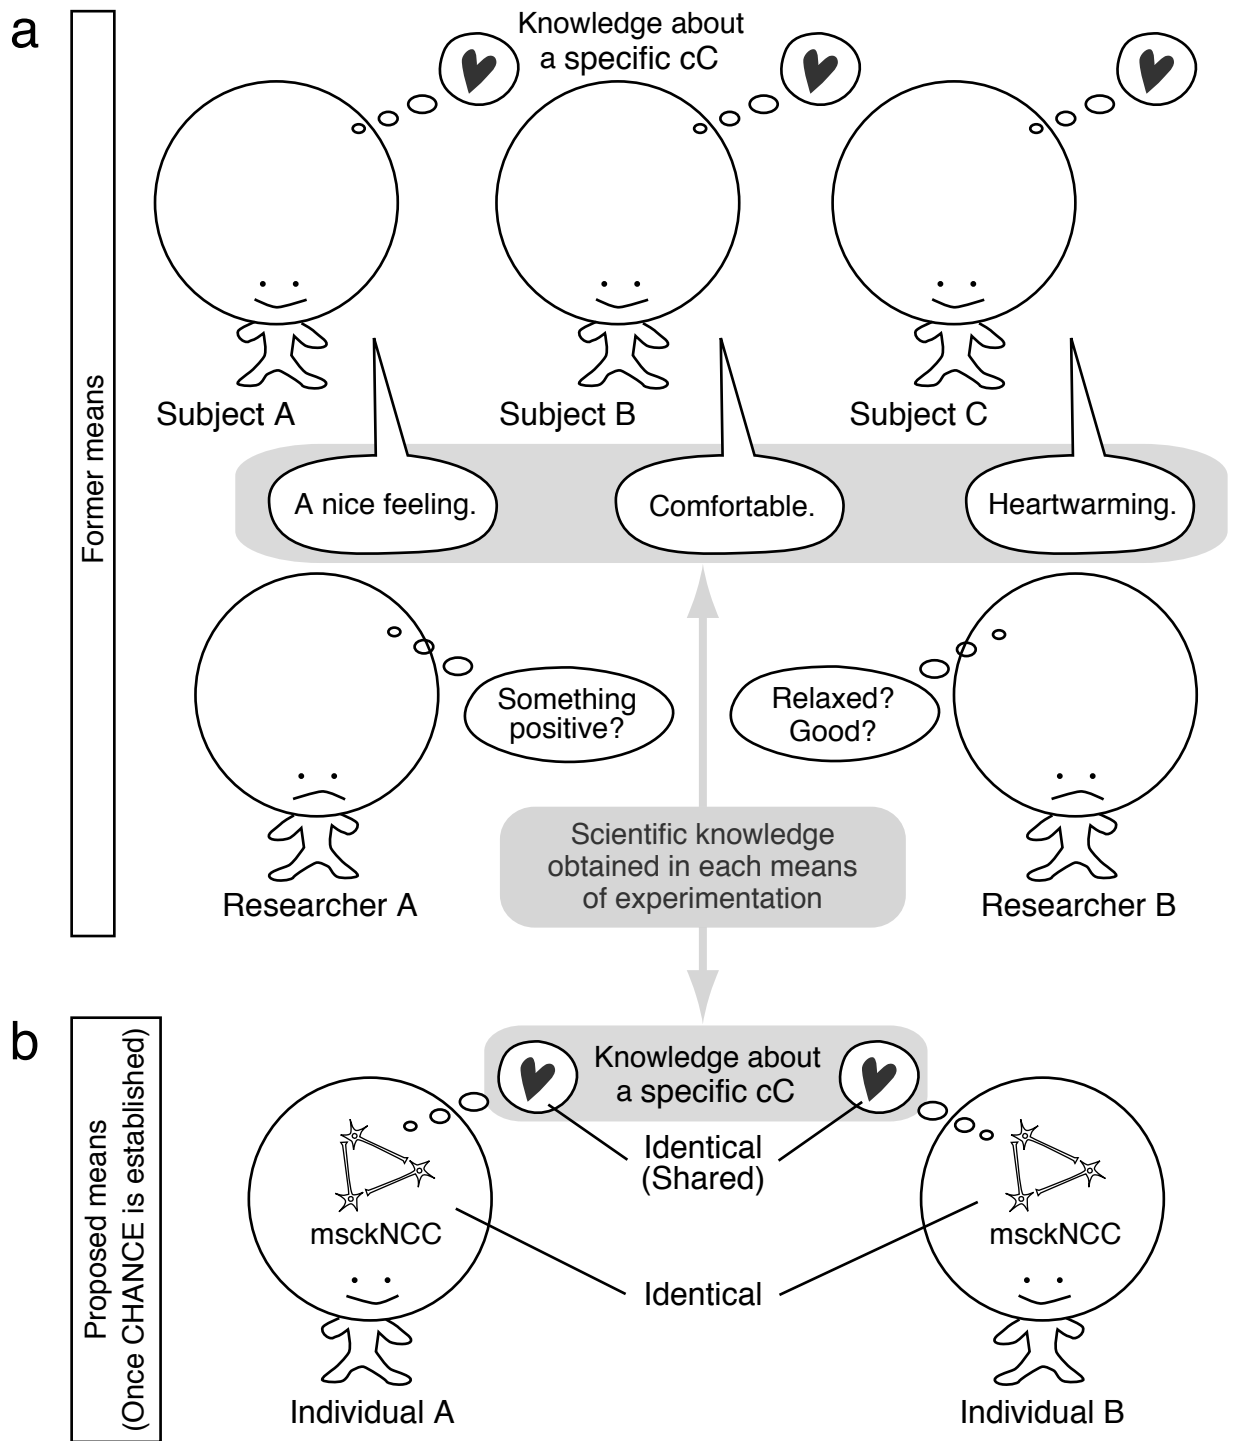 a
Knowledge about
a specific cC
Former means
Subject A
Subject B
Subject C
A nice feeling.
Comfortable.
Heartwarming.
Something
positive?
Relaxed?
Good?
Scientific knowledge
obtained in each means
of experimentation
Researcher A
Researcher B
b
Proposed means
(Once CHANCE is established)
Knowledge about
a specific cC
Identical
(Shared)
msckNCC
msckNCC
Identical
Individual A
Individual B